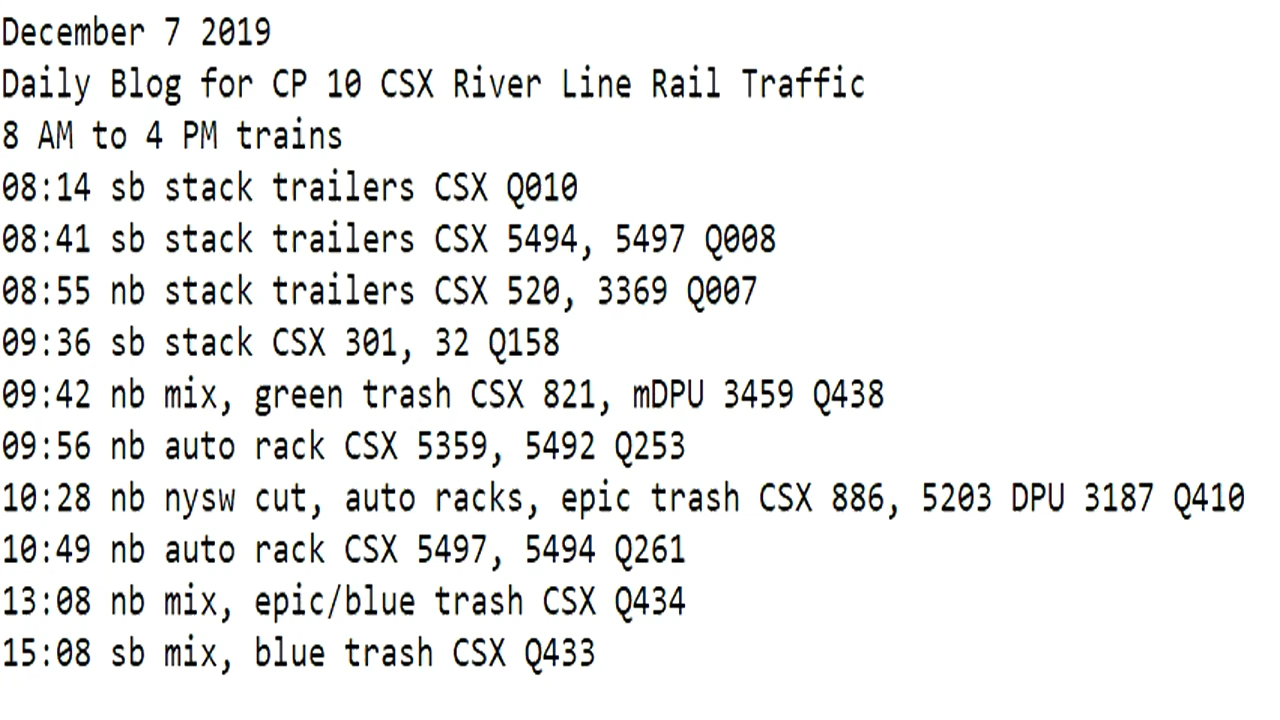 December 7 2019
Daily Blog for CP 10 CSX River Line Rail Traffic
8 AM to 4 PM trains
08:14 sb stack trailers CSX Q010
08:41 sb stack trailers CSX 5494, 5497 Q008
08:55 nb stack trailers CSX 520, 3369 Q007
09:36 sb stack CSX 301, 32 Q158
09:42 nb mix, green trash CSX 821, mDPU 3459 Q438
09:56 nb auto rack CSX 5359, 5492 Q253
10:28 nb nysw cut, auto racks, epic trash CSX 886, 5203 DPU 3187 Q410
10:49 nb auto rack CSX 5497, 5494 Q261
13:08 nb mix, epic/blue trash CSX Q434
15:08 sb mix, blue trash CSX Q433